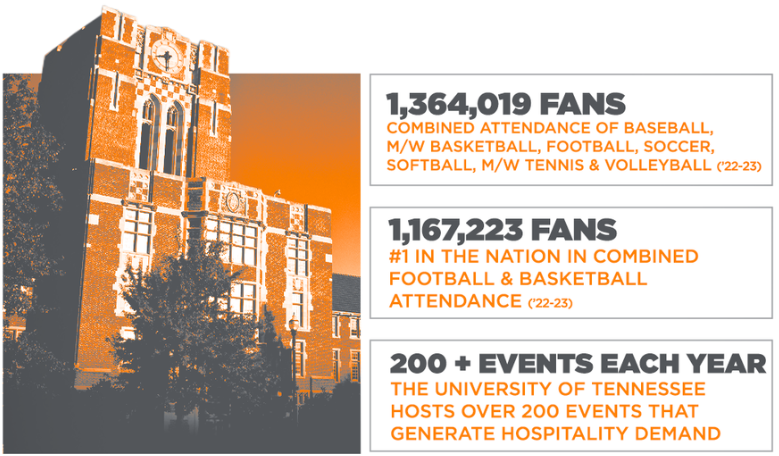 1,364,019 FANS
COMBINED ATTENDANCE OF BASEBALL,
M/W BASKETBALL, FOOTBALL, SOCCER,
SOFTBALL, M/W TENNIS & VOLLEYBALL ('22-23)
1,167,223 FANS
#1 IN THE NATION IN COMBINED
FOOTBALL & BASKETBALL
ATTENDANCE ('22-23)
200 + EVENTS EACH YEAR
THE UNIVERSITY OF TENNESSEE
HOSTS OVER 200 EVENTS THAT
GENERATE HOSPITALITY DEMAND